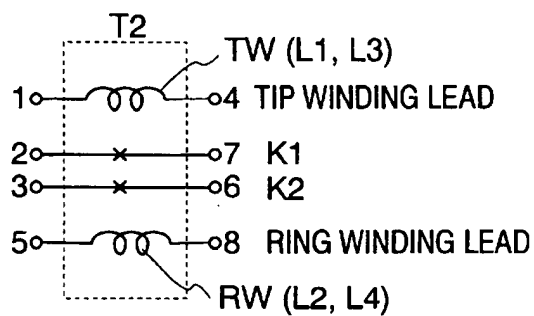 T2
TW (L1, L3)
1 4 TIP WINDING LEAD
2 7 K1
3 6 K2
5 8 RING WINDING LEAD
RW (L2, L4)